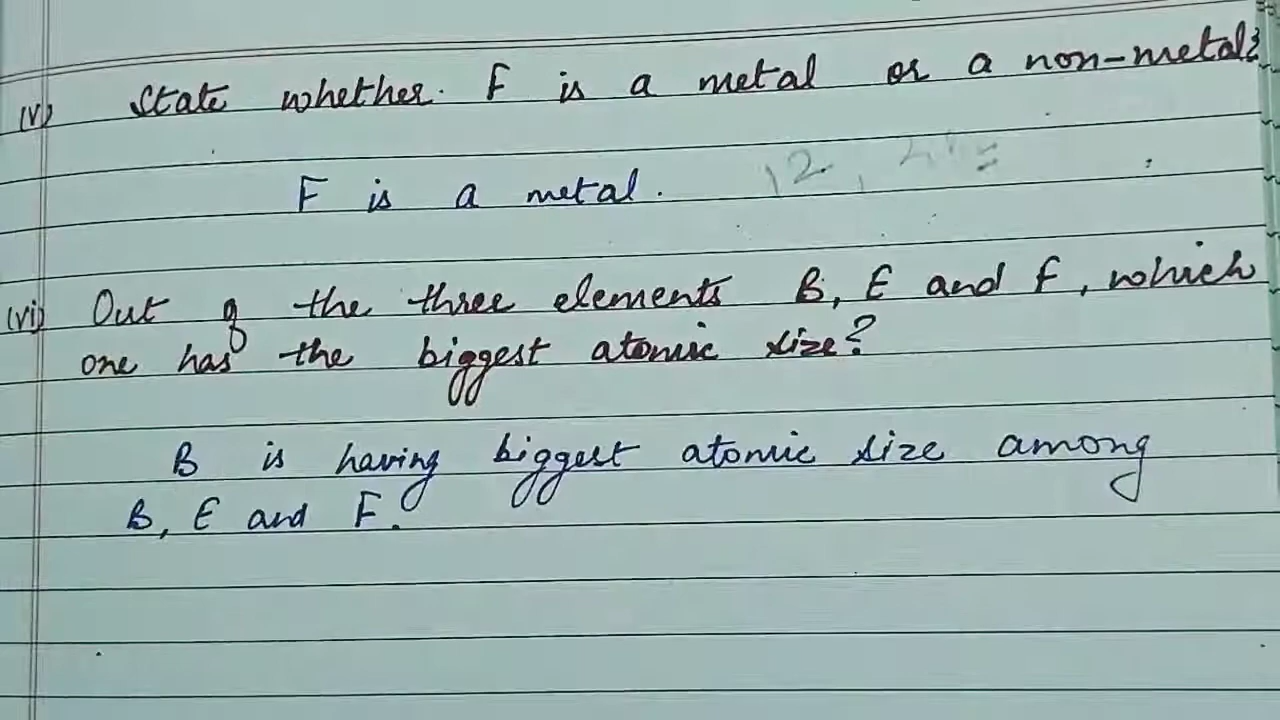 (v) State whether F is a metal or a non-metal?
F is a metal.
(vi) Out of the three elements B, E and F, which
one has the biggest atomic size?
B is having biggest atomic size among
B, E and F.